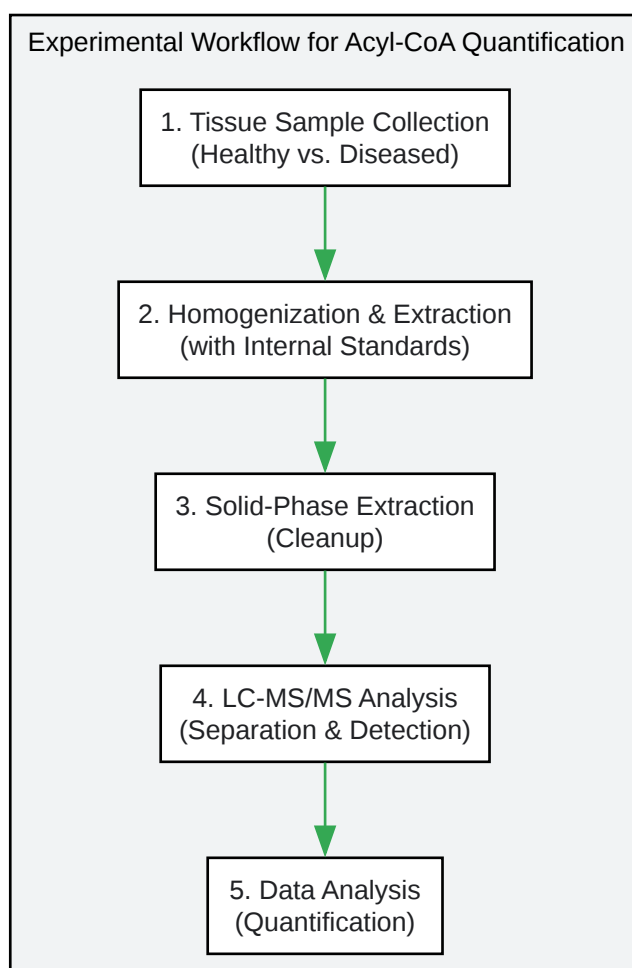 Experimental Workflow for Acyl-CoA Quantification
1. Tissue Sample Collection
(Healthy vs. Diseased)
2. Homogenization & Extraction
(with Internal Standards)
3. Solid-Phase Extraction
(Cleanup)
4. LC-MS/MS Analysis
(Separation & Detection)
5. Data Analysis
(Quantification)